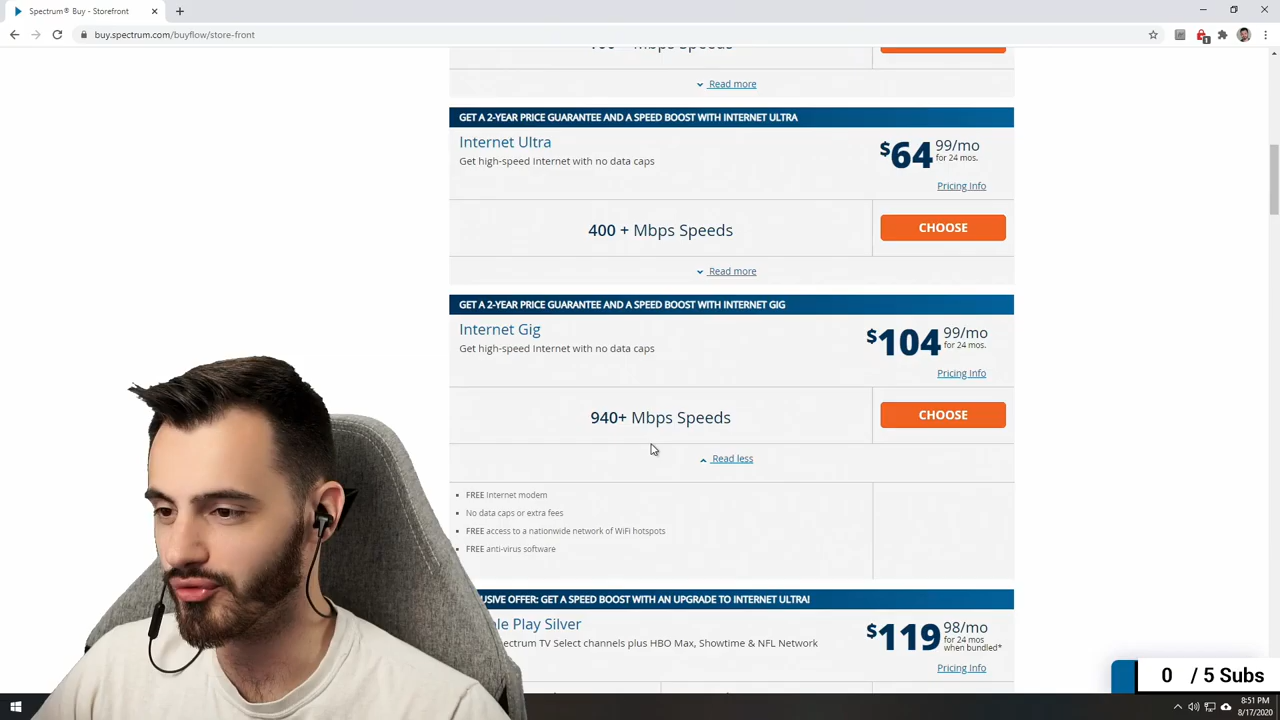 Spectrum® Buy - Storefront
buy.spectrum.com/buyflow/store-front
1
Mbps Speeds
Read more
GET A 2-YEAR PRICE GUARANTEE AND A SPEED BOOST WITH INTERNET ULTRA
Internet Ultra
Get high-speed Internet with no data caps
$64 99/mo
for 24 mos.
Pricing Info
400 + Mbps Speeds
CHOOSE
Read more
GET A 2-YEAR PRICE GUARANTEE AND A SPEED BOOST WITH INTERNET GIG
Internet Gig
Get high-speed Internet with no data caps
$104 99/mo
for 24 mos.
Pricing Info
940+ Mbps Speeds
CHOOSE
Read less
FREE Internet modem
No data caps or extra fees
FREE access to a nationwide network of WiFi hotspots
FREE anti-virus software
OFFER: GET A SPEED BOOST WITH AN UPGRADE TO INTERNET ULTRA!
Play Silver
TV Select channels plus HBO Max, Showtime & NFL Network
$119 98/mo
for 24 mos
when bundled*
Pricing Info
0 / 5 Subs
8:51 PM
8/17/2020